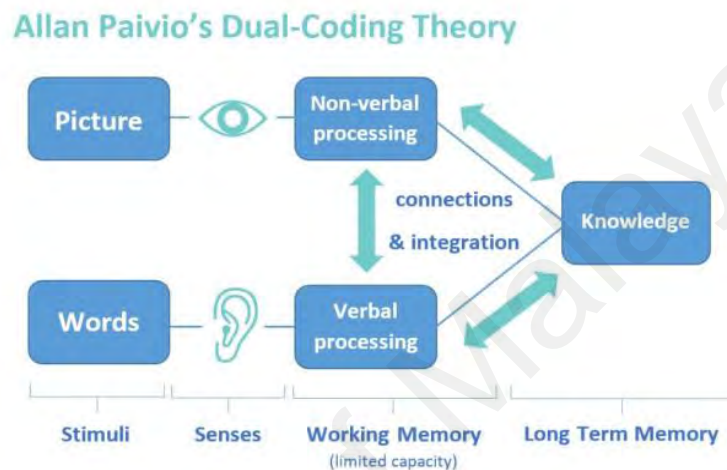 Allan Paivio's Dual-Coding Theory
Picture
Non-verbal
processing
connections
& integration
Knowledge
Words
Verbal
processing
Stimuli
Senses
Working Memory
(limited capacity)
Long Term Memory
Malaya